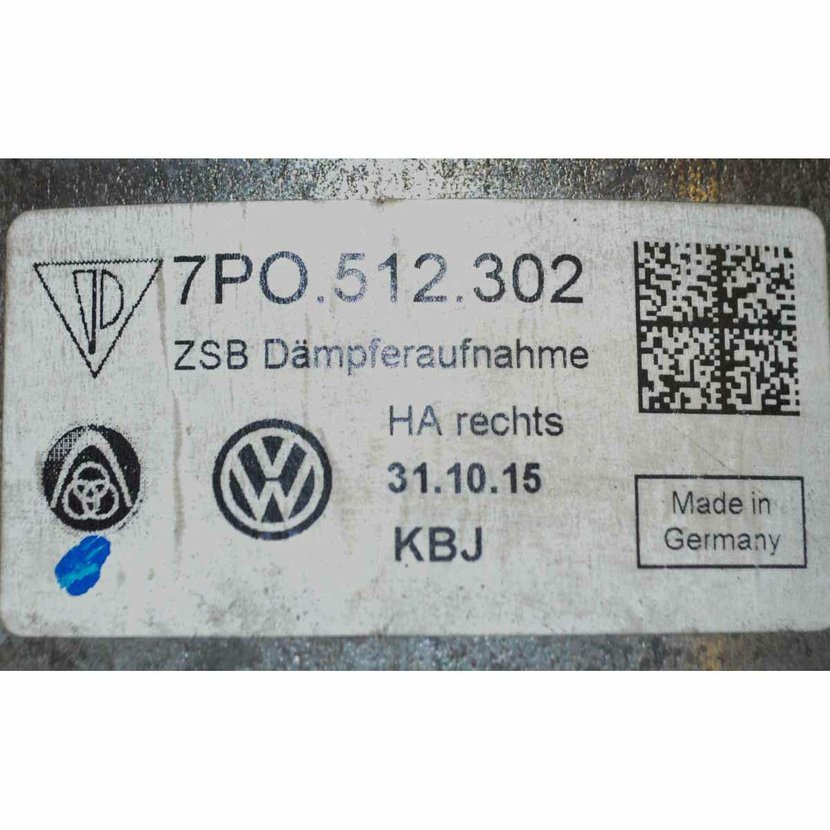 7PO.512.302
ZSB Dämpferaufnahme
HA rechts
31.10.15
KBJ
Made in
Germany